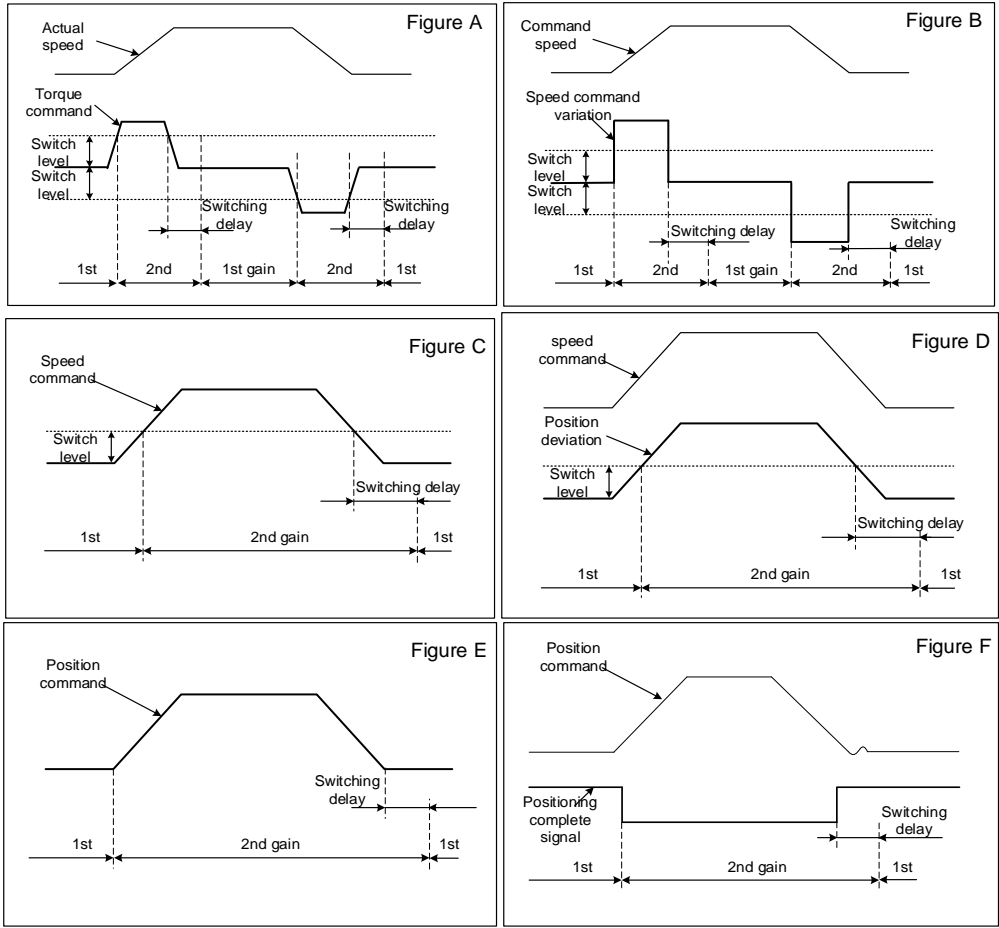 Figure A
Actual
speed
Torque
command
Switch
level
Switch
level
Switching
delay
Switching
delay
1st
2nd
1st gain
2nd
1st
Figure B
Command
speed
Speed command
variation
Switch
level
Switch
level
Switching delay
Switching
delay
1st
2nd
1st gain
2nd
1st
Figure C
Speed
command
Switch
level
Switching delay
1st
2nd gain
1st
Figure D
speed
command
Position
deviation
Switch
level
Switching delay
1st
2nd gain
1st
Figure E
Position
command
Switching
delay
1st
2nd gain
1st
Figure F
Position
command
Positioning
complete
signal
Switching
delay
1st
2nd gain
1st